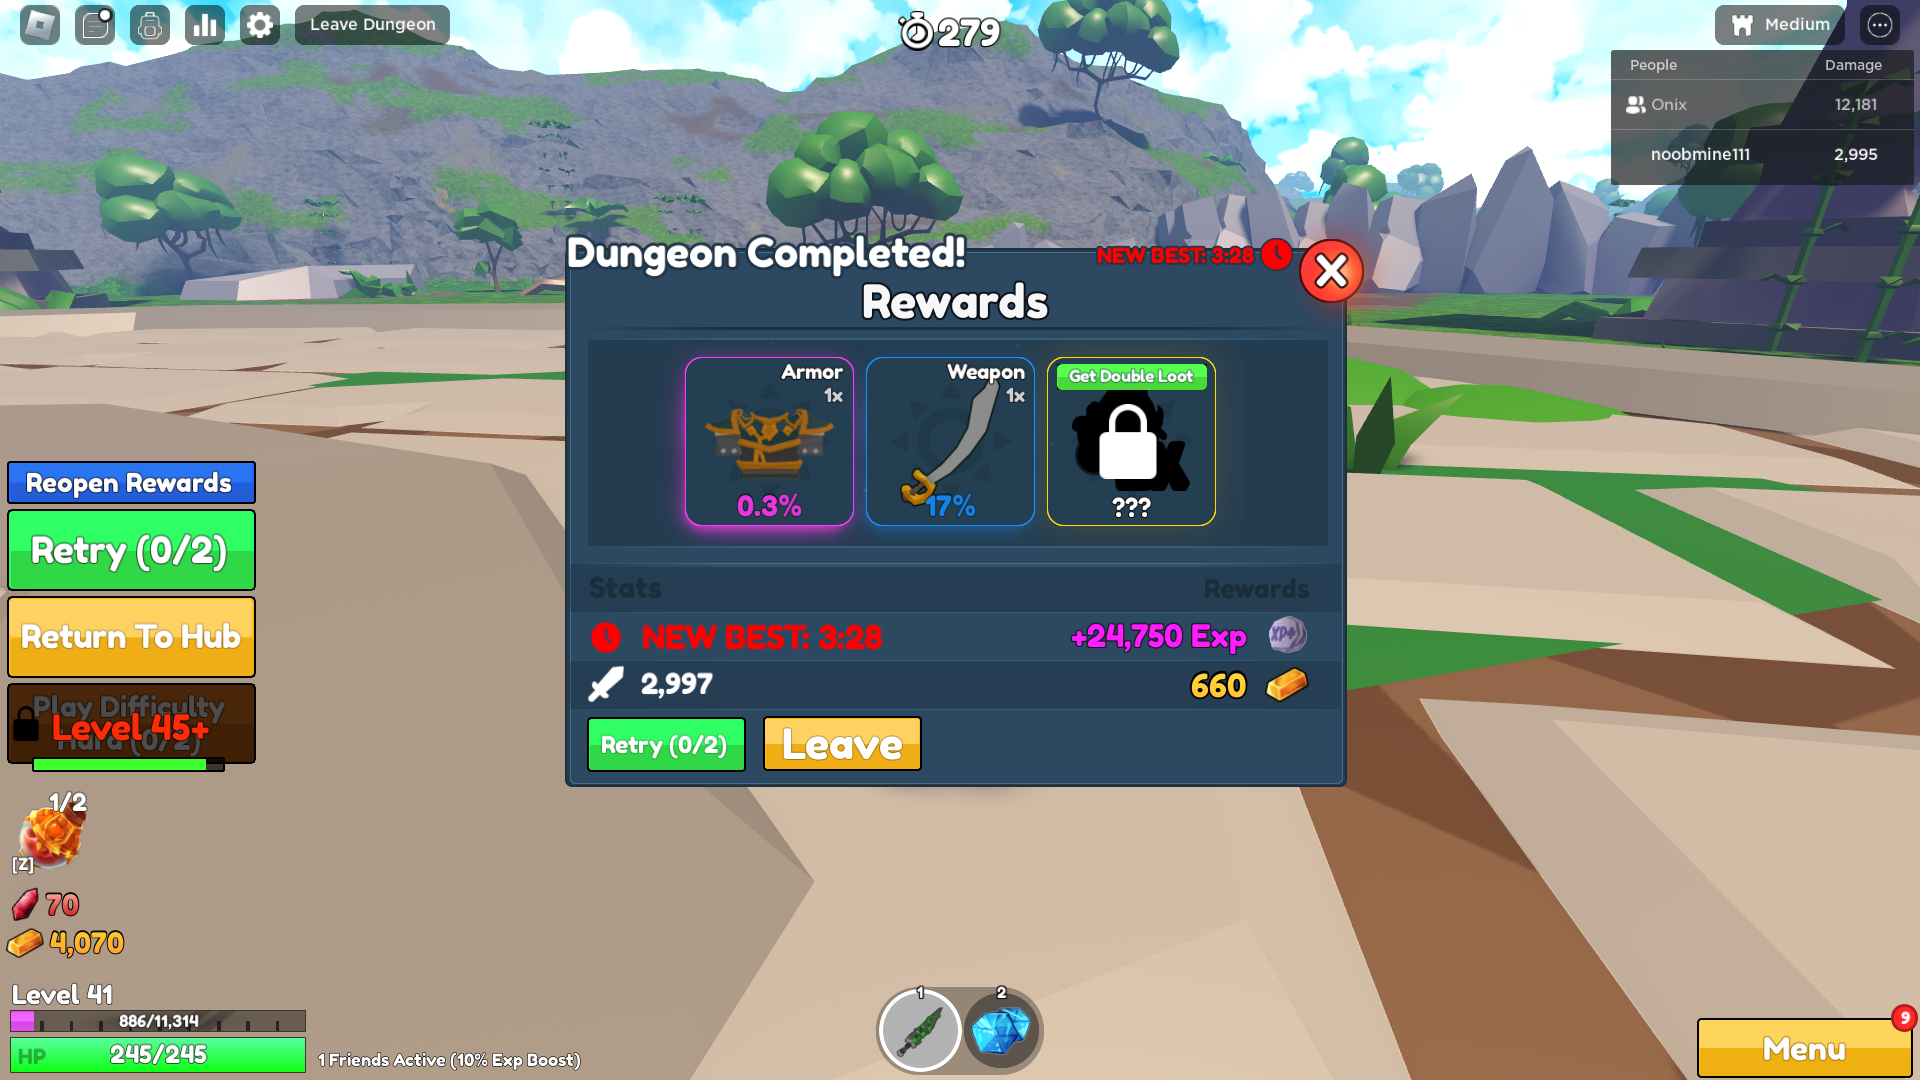 Leave Dungeon
279
Medium
People Damage
Onix 12,181
noobmine111 2,995
Dungeon Completed!
NEW BEST: 3:28
Rewards
Armor
1x
0.3%
Weapon
1x
17%
Get Double Loot
???
Stats Rewards
NEW BEST: 3:28 +24,750 Exp
XP+
2,997 660
Retry (0/2) Leave
Reopen Rewards
Retry (0/2)
Return To Hub
Play Difficulty
Hard (0/2)
Level 45+
1/2
[Z]
70
4,070
Level 41
886/11,314
HP 245/245
1 Friends Active (10% Exp Boost)
1
2
9
Menu